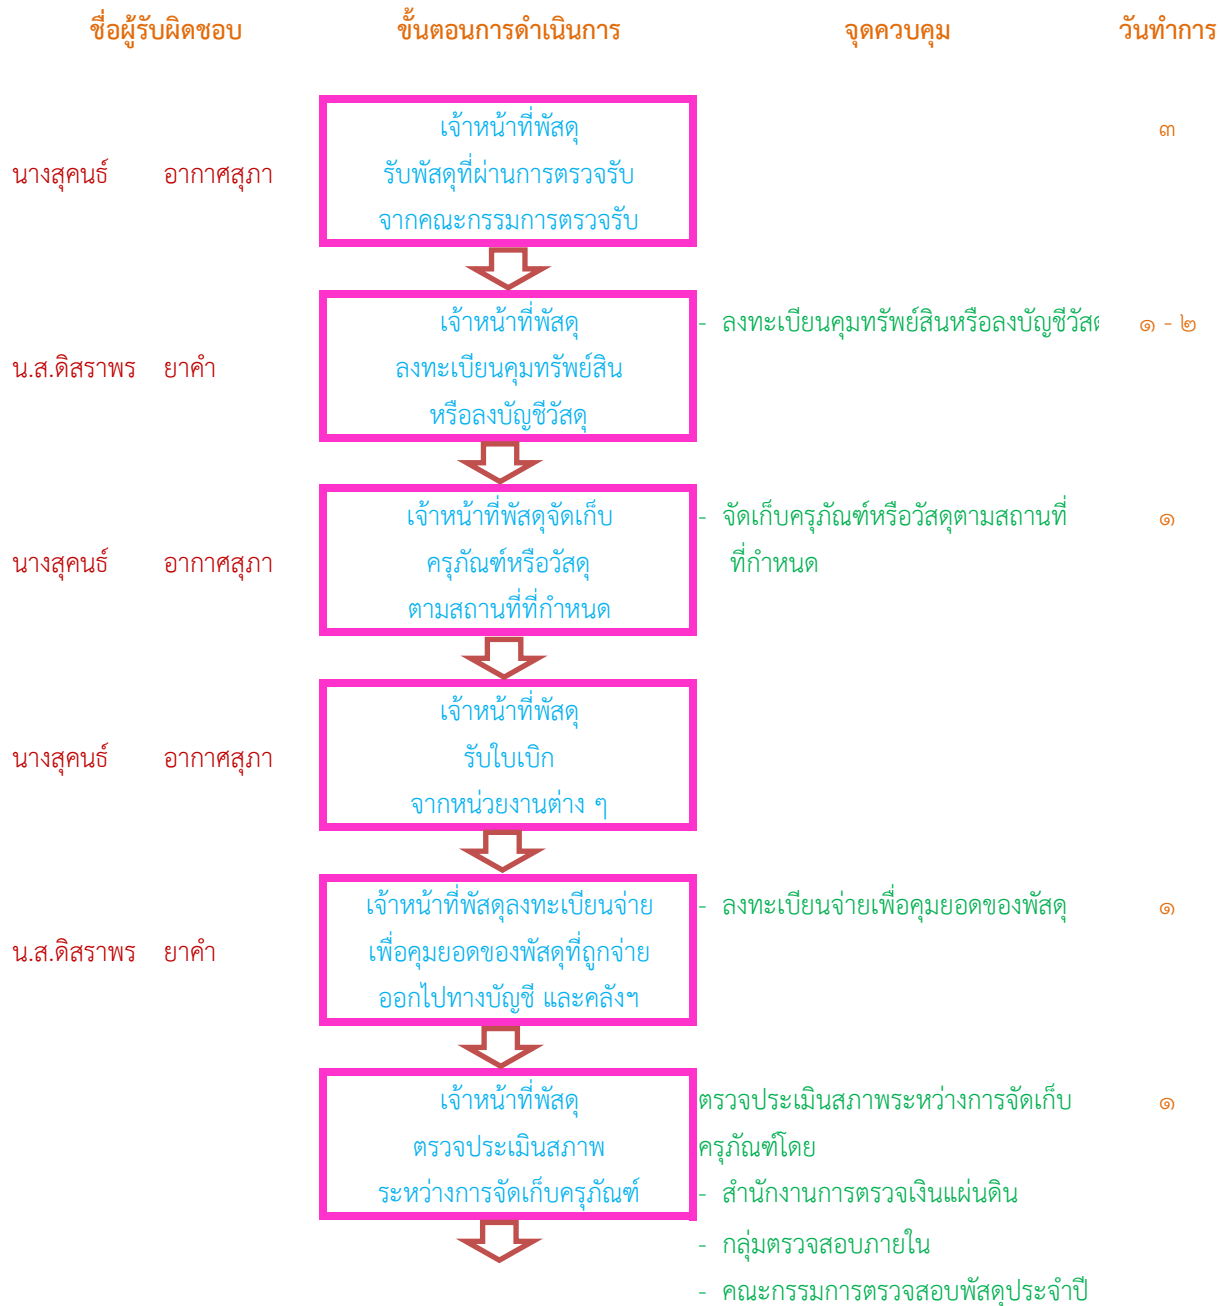 ชื่อผู้รับผิดชอบ ขั้นตอนการดำเนินการ จุดควบคุม วันทำการ
เจ้าหน้าที่พัสดุ ๓
นางสุคนธ์ อากาศสุภา รับพัสดุที่ผ่านการตรวจรับ
จากคณะกรรมการตรวจรับ
เจ้าหน้าที่พัสดุ - ลงทะเบียนคุมทรัพย์สินหรือลงบัญชีวัสดุ ๑ - ๒
น.ส.ดิสราพร ยาคำ ลงทะเบียนคุมทรัพย์สิน
หรือลงบัญชีวัสดุ
เจ้าหน้าที่พัสดุจัดเก็บ - จัดเก็บครุภัณฑ์หรือวัสดุตามสถานที่ ๑
นางสุคนธ์ อากาศสุภา ครุภัณฑ์หรือวัสดุ ที่กำหนด
ตามสถานที่ที่กำหนด
เจ้าหน้าที่พัสดุ
นางสุคนธ์ อากาศสุภา รับใบเบิก
จากหน่วยงานต่าง ๆ
เจ้าหน้าที่พัสดุลงทะเบียนจ่าย - ลงทะเบียนจ่ายเพื่อคุมยอดของพัสดุ ๑
น.ส.ดิสราพร ยาคำ เพื่อคุมยอดของพัสดุที่ถูกจ่าย
ออกไปทางบัญชี และคลังฯ
เจ้าหน้าที่พัสดุ ตรวจประเมินสภาพระหว่างการจัดเก็บ ๑
ตรวจประเมินสภาพ ครุภัณฑ์โดย
ระหว่างการจัดเก็บครุภัณฑ์ - สำนักงานการตรวจเงินแผ่นดิน
- กลุ่มตรวจสอบภายใน
- คณะกรรมการตรวจสอบพัสดุประจำปี